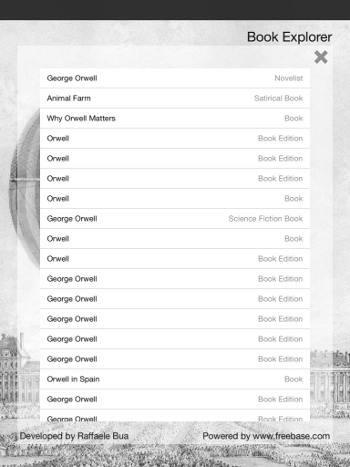 Book Explorer
George Orwell Novelist
Animal Farm Satirical Book
Why Orwell Matters Book
Orwell Book Edition
Orwell Book Edition
Orwell Book Edition
Orwell Book
George Orwell Science Fiction Book
Orwell Book
Orwell Book Edition
George Orwell Book Edition
George Orwell Book Edition
George Orwell Book Edition
George Orwell Book Edition
George Orwell Book Edition
Orwell in Spain Book
George Orwell Book Edition
George Orwell Book Edition
Developed by Raffaele Bua Powered by www.freebase.com